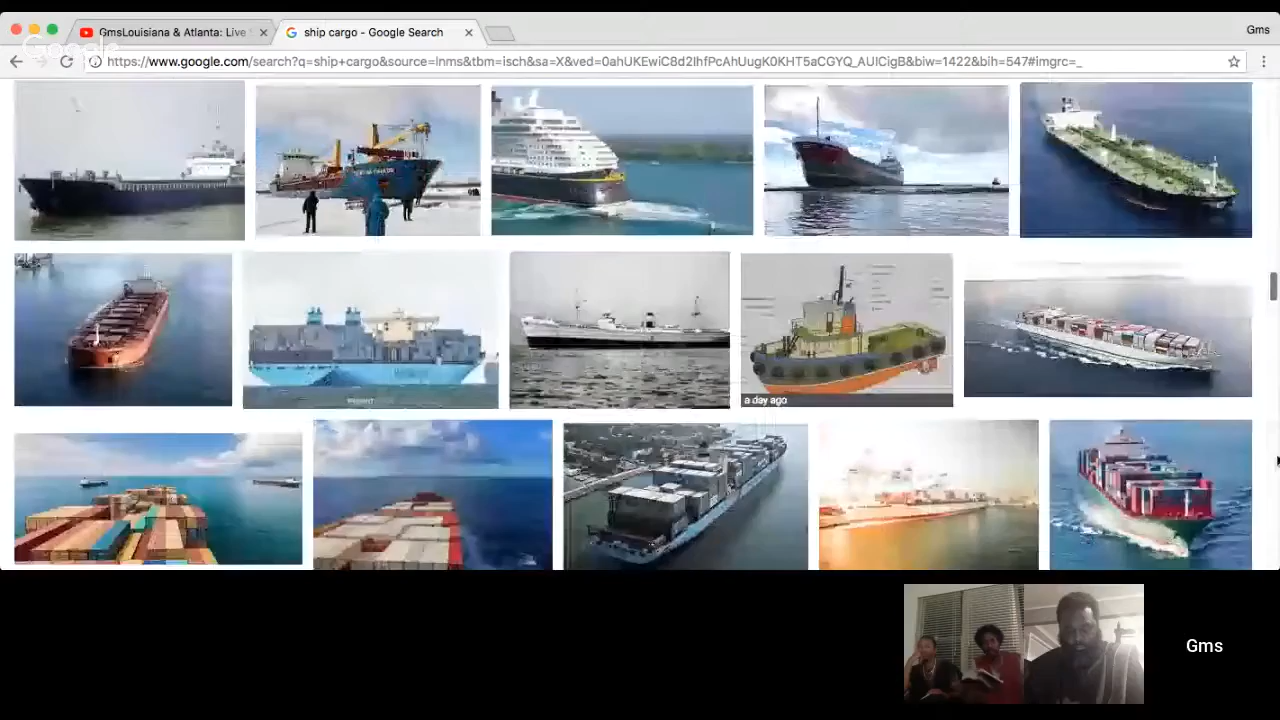 GmsLouisiana & Atlanta: Live
ship cargo - Google Search
Gms
Google
https://www.google.com/search?q=ship+cargo&source=lnms&tbm=isch&sa=X&ved=0ahUKEwiC8d2IhfPcAhUugK0KHT5aCGYQ_AUICigB&biw=1422&bih=547#imgrc=_
a day ago
Gms